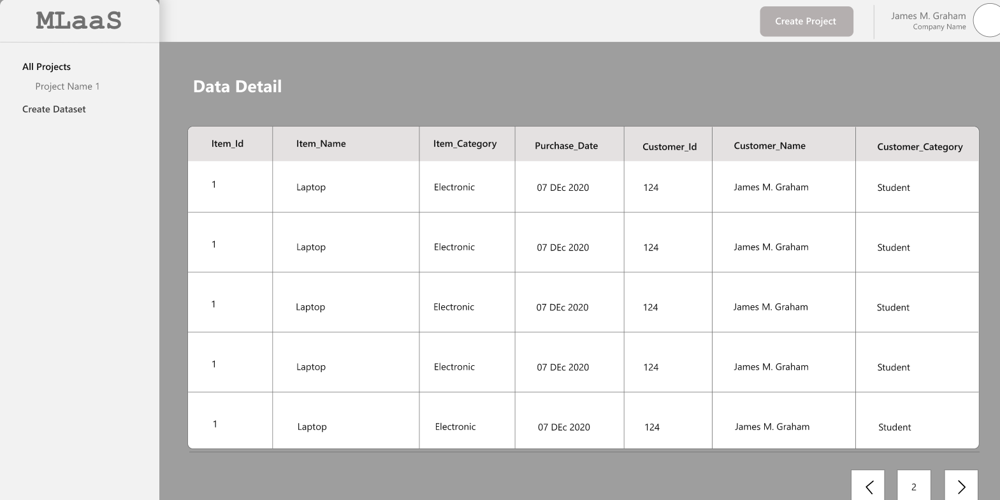 MLaaS
Create Project
James M. Graham
Company Name
All Projects
Project Name 1
Create Dataset
Data Detail
Item_Id Item_Name Item_Category Purchase_Date Customer_Id Customer_Name Customer_Category
1 Laptop Electronic 07 DEc 2020 124 James M. Graham Student
1 Laptop Electronic 07 DEc 2020 124 James M. Graham Student
1 Laptop Electronic 07 DEc 2020 124 James M. Graham Student
1 Laptop Electronic 07 DEc 2020 124 James M. Graham Student
1 Laptop Electronic 07 DEc 2020 124 James M. Graham Student
2